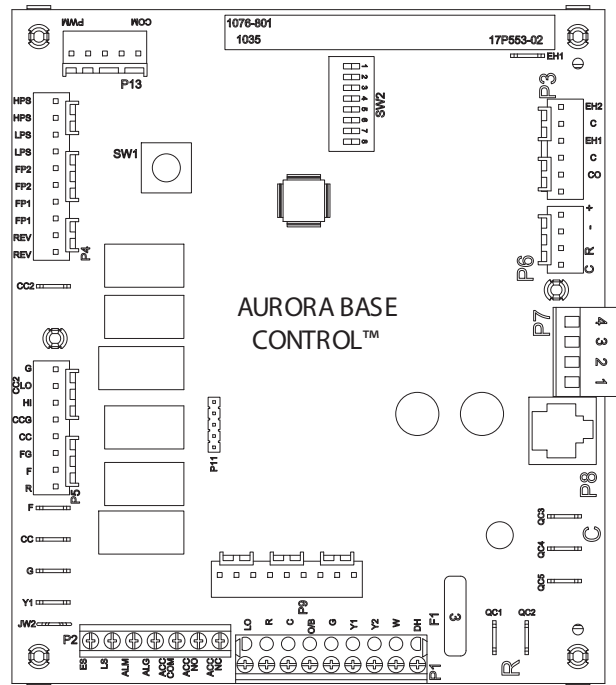 1076-801
1035 17P553-02
PWM COM
P13
EH1
P3
EH2
C
EH1
C
CO
SW2
1
2
3
4
5
6
7
8
SW1
HPS
HPS
LPS
LPS
FP2
FP2
FP1
FP1
REV
REV
P4
CC2
+
-
R
C
P6
AURORA BASE
CONTROL™
P7
4
3
2
1
P8
G
CC2
LO
HI
CCG
CC
FG
F
R
P5
P11
F
CC
G
Y1
JW2
QC3
C
QC4
QC5
P9
F1
3
QC1 QC2
R
P2
ES LS ALM ALG ACC COM ACC NO ACC NC
LO R C O/B G Y1 Y2 W DH
P1